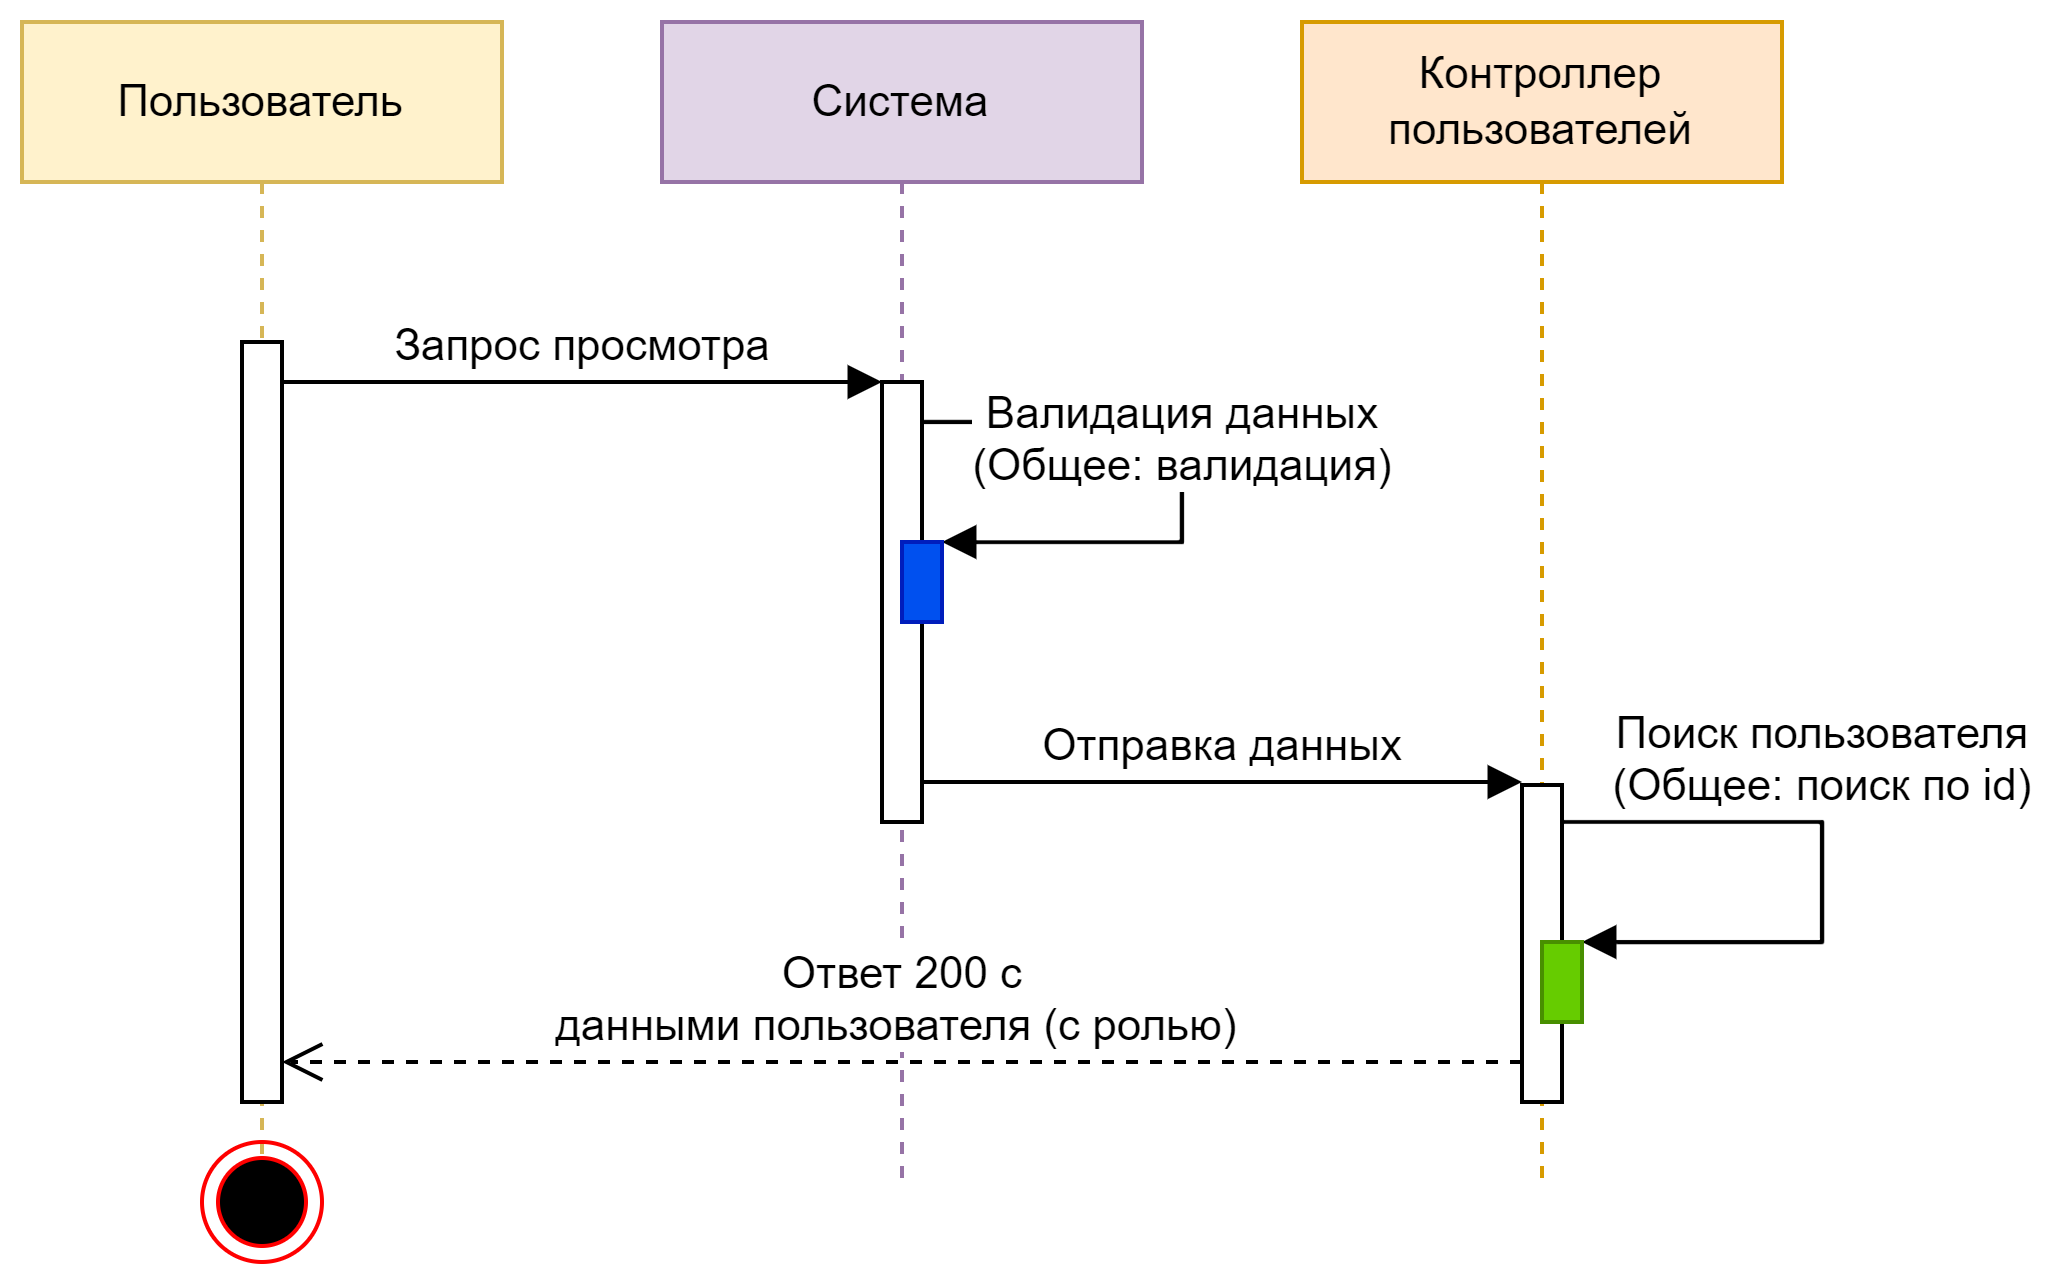 Пользователь
Система
Контроллер
пользователей
Запрос просмотра
Валидация данных
(Общее: валидация)
Отправка данных
Поиск пользователя
(Общее: поиск по id)
Ответ 200 с
данными пользователя (с ролью)